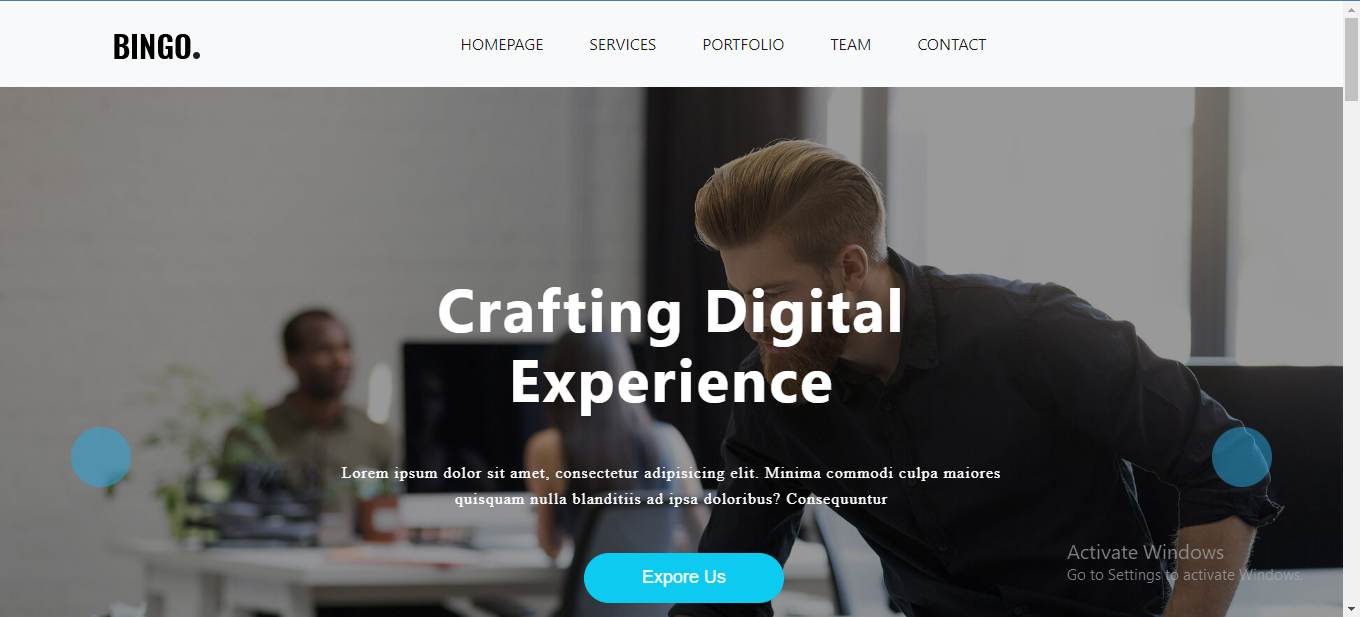 BINGO.
HOMEPAGE SERVICES PORTFOLIO TEAM CONTACT
Crafting Digital
Experience
Lorem ipsum dolor sit amet, consectetur adipisicing elit. Minima commodi culpa maiores
quisquam nulla blanditiis ad ipsa doloribus? Consequuntur
Expore Us
Activate Windows
Go to Settings to activate Windows.